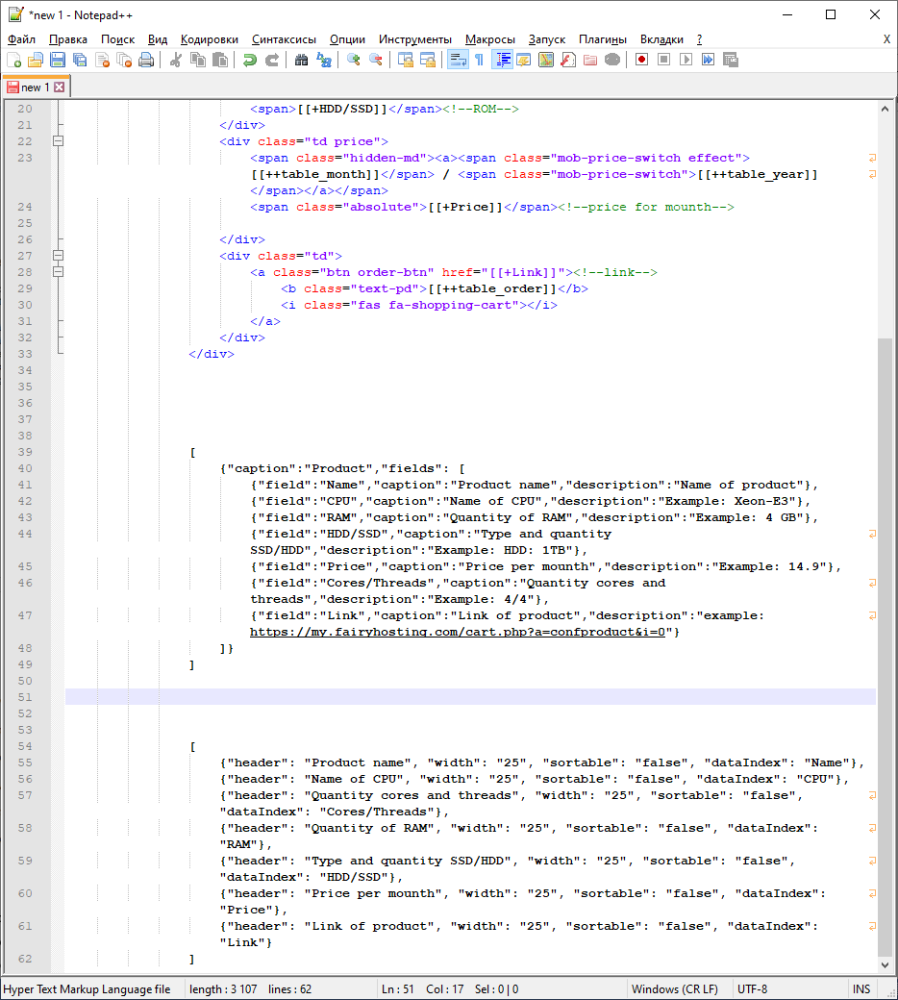 *new 1 - Notepad++
Файл Правка Поиск Вид Кодировки Синтаксисы Опции Инструменты Макросы Запуск Плагины Вкладки ? X
new 1
20 <span>[[+HDD/SSD]]</span><!--ROM-->
21 </div>
22 <div class="td price">
23 <span class="hidden-md"><a><span class="mob-price-switch effect">
[[++table_month]]</span> / <span class="mob-price-switch">[[++table_year]]
</span></a></span>
24 <span class="absolute">[[+Price]]</span><!--price for mounth-->
25
26 </div>
27 <div class="td">
28 <a class="btn order-btn" href="[[+Link]]"><!--link-->
29 <b class="text-pd">[[++table_order]]</b>
30 <i class="fas fa-shopping-cart"></i>
31 </a>
32 </div>
33 </div>
34
35
36
37
38
39 [
40 {"caption":"Product","fields": [
41 {"field":"Name","caption":"Product name","description":"Name of product"},
42 {"field":"CPU","caption":"Name of CPU","description":"Example: Xeon-E3"},
43 {"field":"RAM","caption":"Quantity of RAM","description":"Example: 4 GB"},
44 {"field":"HDD/SSD","caption":"Type and quantity
SSD/HDD","description":"Example: HDD: 1TB"},
45 {"field":"Price","caption":"Price per mounth","description":"Example: 14.9"},
46 {"field":"Cores/Threads","caption":"Quantity cores and
threads","description":"Example: 4/4"},
47 {"field":"Link","caption":"Link of product","description":"example:
https://my.fairyhosting.com/cart.php?a=confproduct&i=0"}
48 ]}
49 ]
50
51
52
53
54 [
55 {"header": "Product name", "width": "25", "sortable": "false", "dataIndex": "Name"},
56 {"header": "Name of CPU", "width": "25", "sortable": "false", "dataIndex": "CPU"},
57 {"header": "Quantity cores and threads", "width": "25", "sortable": "false",
"dataIndex": "Cores/Threads"},
58 {"header": "Quantity of RAM", "width": "25", "sortable": "false", "dataIndex":
"RAM"},
59 {"header": "Type and quantity SSD/HDD", "width": "25", "sortable": "false",
"dataIndex": "HDD/SSD"},
60 {"header": "Price per mounth", "width": "25", "sortable": "false", "dataIndex":
"Price"},
61 {"header": "Link of product", "width": "25", "sortable": "false", "dataIndex":
"Link"}
62 ]
Hyper Text Markup Language file length : 3 107 lines : 62 Ln : 51 Col : 17 Sel : 0 | 0 Windows (CR LF) UTF-8 INS